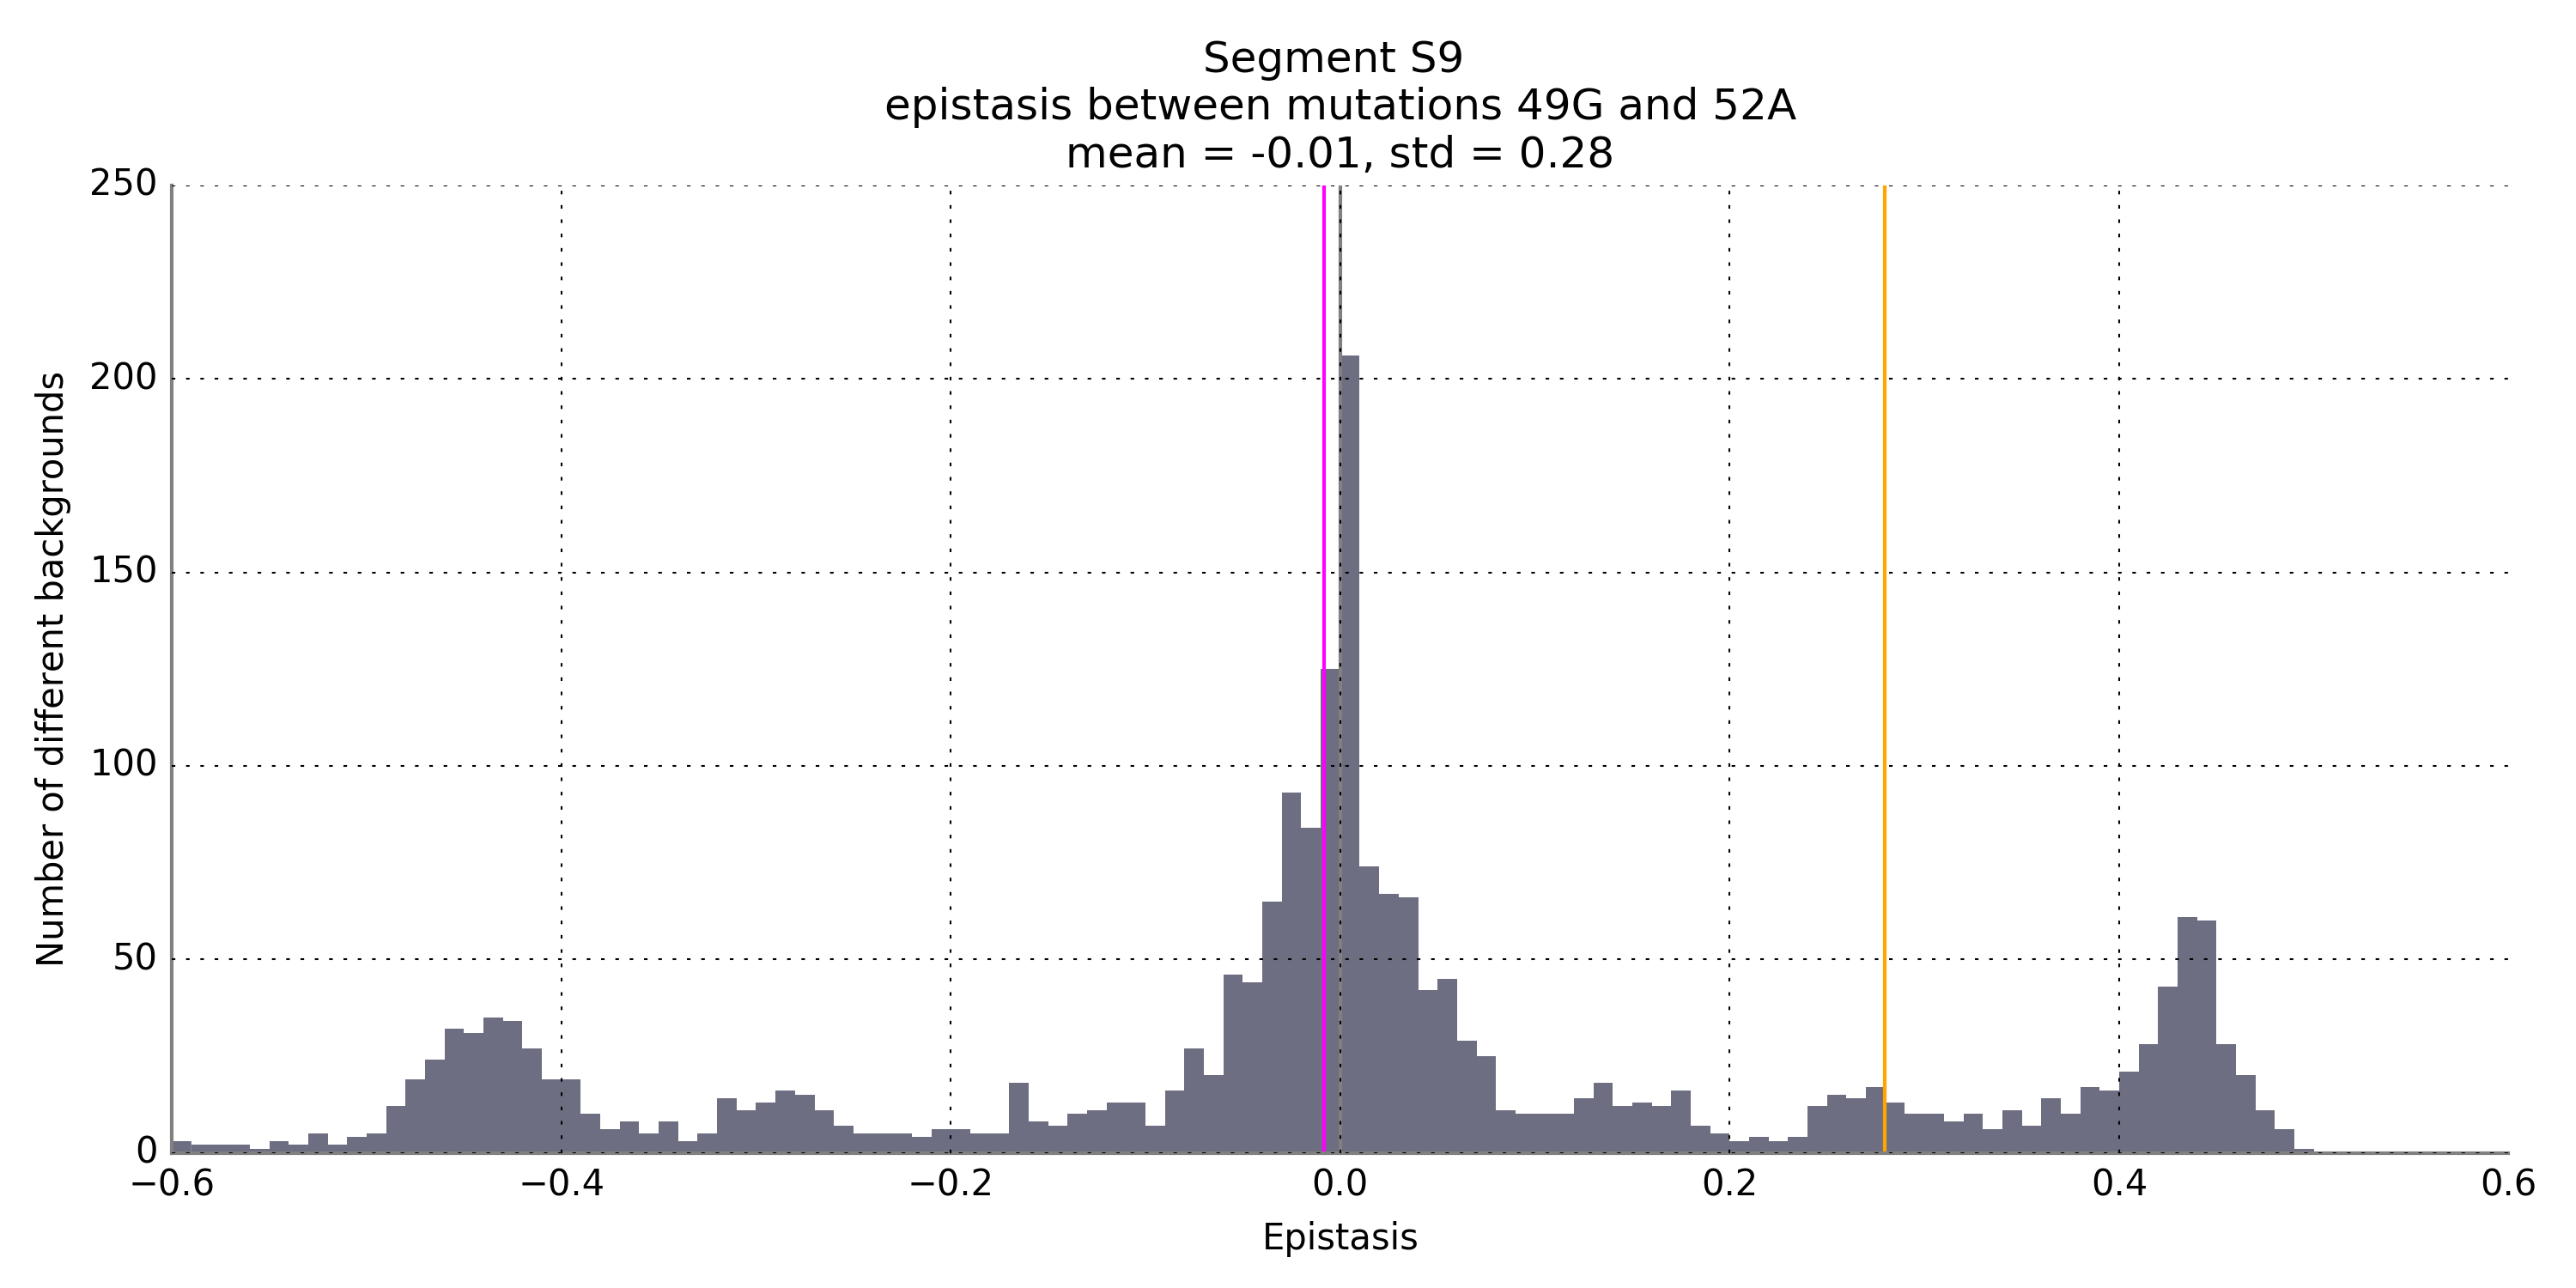 Segment S9
epistasis between mutations 49G and 52A
mean = -0.01, std = 0.28
250
200
150
100
50
0
Number of different backgrounds
−0.6
−0.4
−0.2
0.0
0.2
0.4
0.6
Epistasis